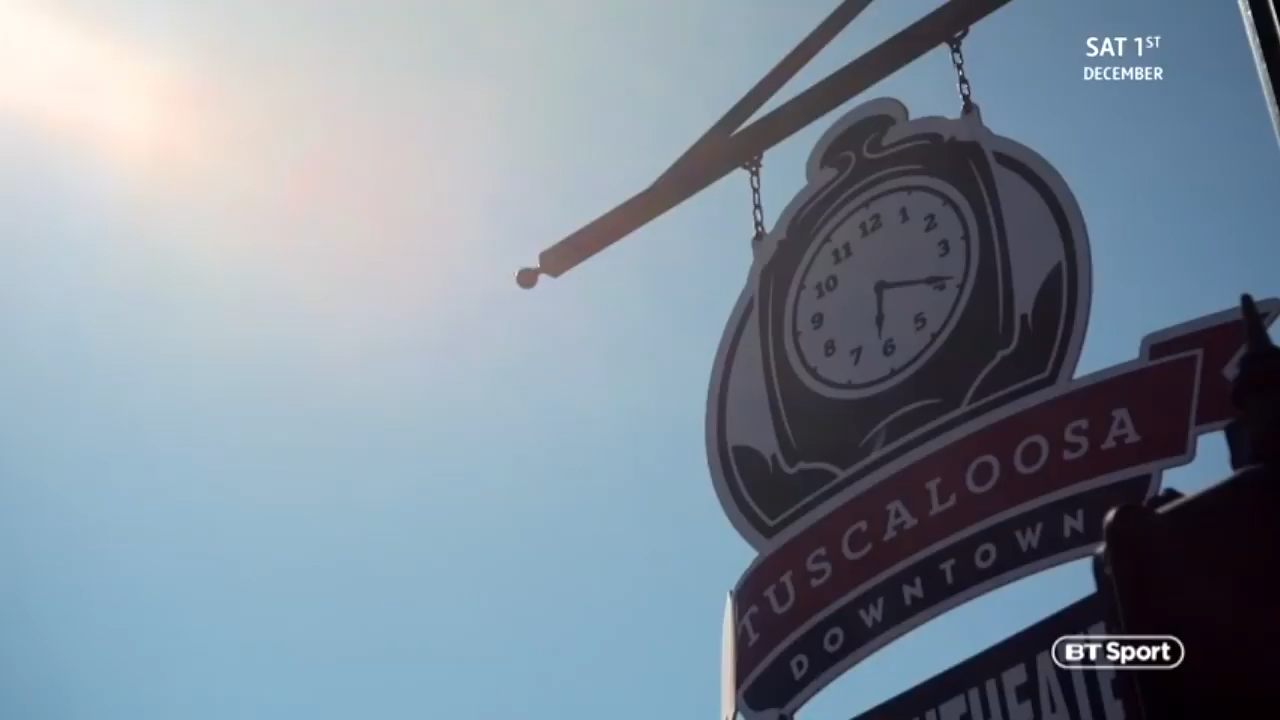 SAT 1ST
DECEMBER
12
1
2
3
5
6
7
8
9
10
11
TUSCALOOSA
DOWNTOWN
BT Sport